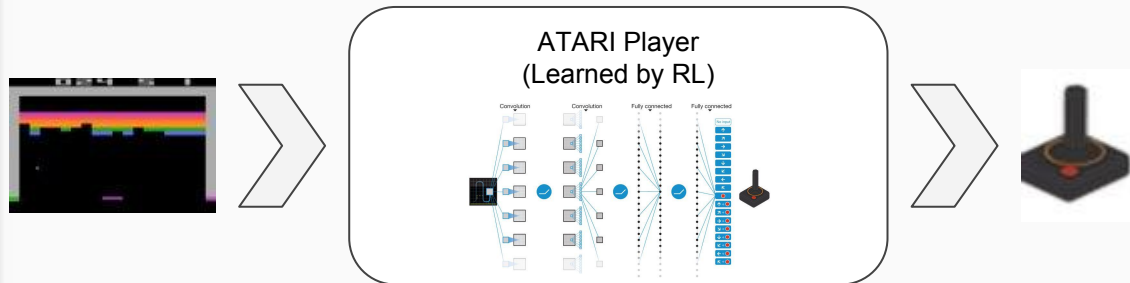 ATARI Player
(Learned by RL)
Convolution
Convolution
Fully connected
Fully connected
No input